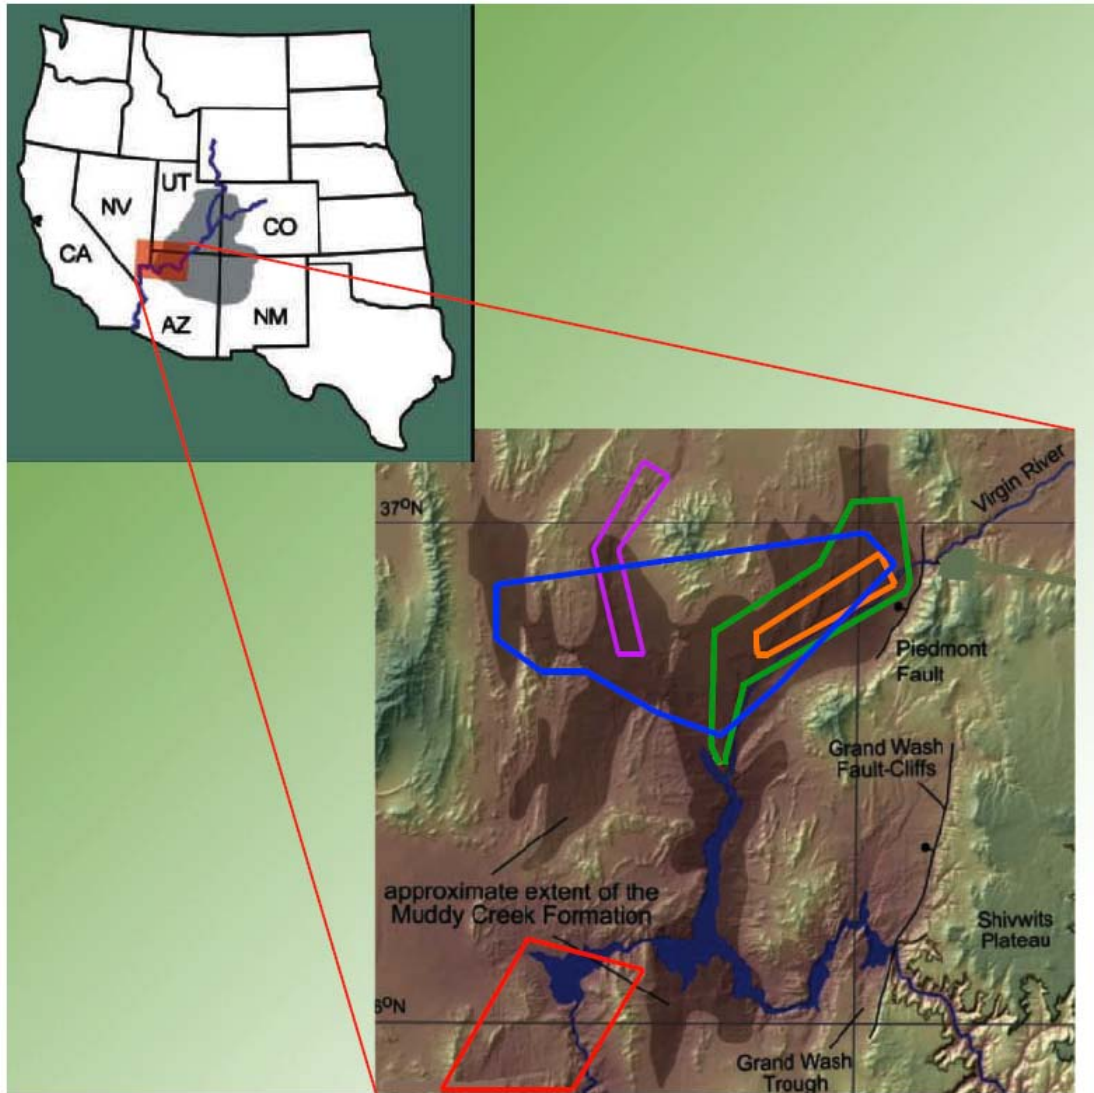 UT
NV
CO
CA
AZ
NM
Virgin River
37ºN
Piedmont
Fault
Grand Wash
Fault-Cliffs
approximate extent of the
Muddy Creek Formation
Shivwits
Plateau
6ºN
Grand Wash
Trough